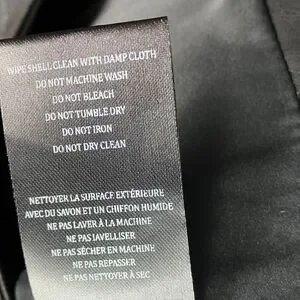 WIPE SHELL CLEAN WITH DAMP CLOTH
DO NOT MACHINE WASH
DO NOT BLEACH
DO NOT TUMBLE DRY
DO NOT IRON
DO NOT DRY CLEAN
NETTOYER LA SURFACE EXTÉRIEURE
AVEC DU SAVON ET UN CHIFFON HUMIDE
NE PAS LAVER À LA MACHINE
NE PAS JAVELLISER
NE PAS SÉCHER EN MACHINE
NE PAS REPASSER
NE PAS NETTOYER À SEC